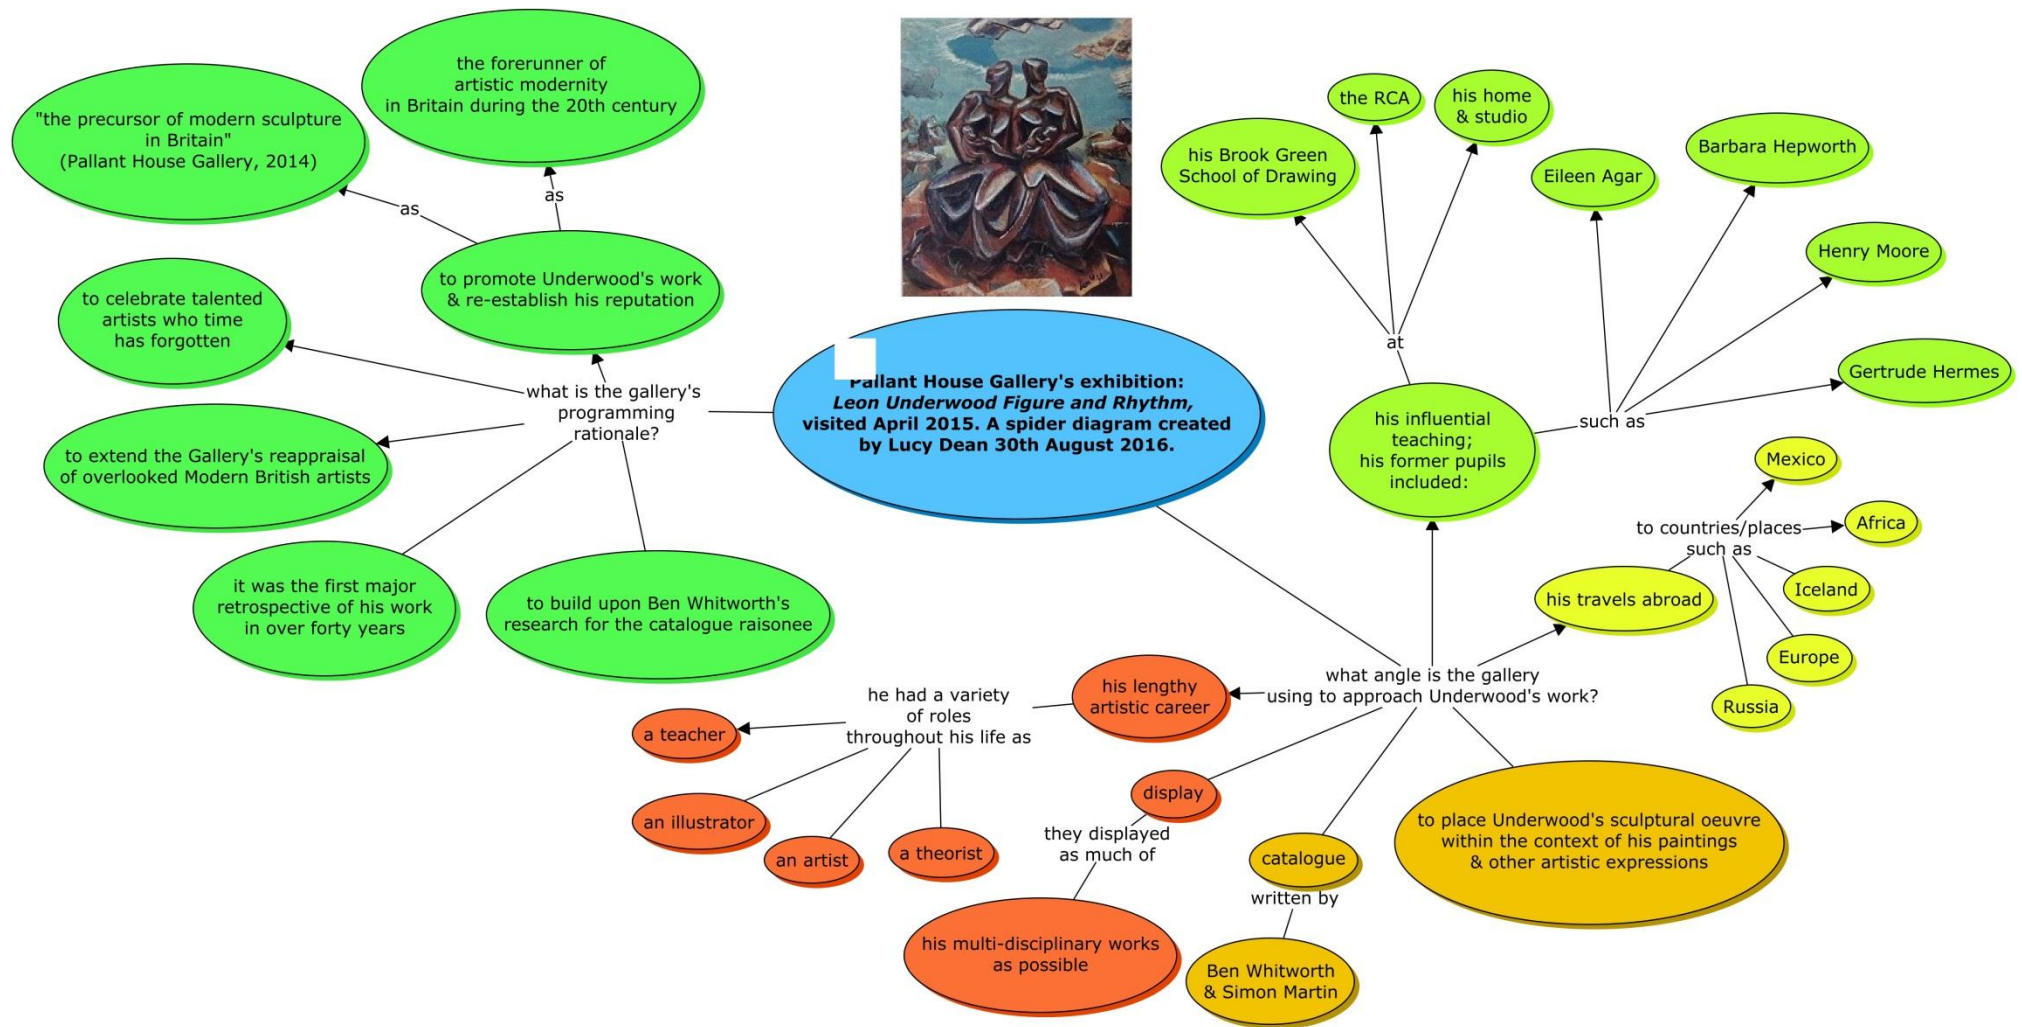 the forerunner of
artistic modernity
in Britain during the 20th century
"the precursor of modern sculpture
in Britain"
(Pallant House Gallery, 2014)
as
as
to promote Underwood's work
& re-establish his reputation
to celebrate talented
artists who time
has forgotten
what is the gallery's
programming
rationale?
to extend the Gallery's reappraisal
of overlooked Modern British artists
it was the first major
retrospective of his work
in over forty years
to build upon Ben Whitworth's
research for the catalogue raisonee
Pallant House Gallery's exhibition:
Leon Underwood Figure and Rhythm,
visited April 2015. A spider diagram created
by Lucy Dean 30th August 2016.
the RCA
his home
& studio
his Brook Green
School of Drawing
at
Eileen Agar
Barbara Hepworth
Henry Moore
Gertrude Hermes
such as
his influential
teaching;
his former pupils
included:
Mexico
to countries/places
such as
Africa
Iceland
Europe
Russia
his travels abroad
what angle is the gallery
using to approach Underwood's work?
his lengthy
artistic career
he had a variety
of roles
throughout his life as
a teacher
an illustrator
an artist
a theorist
display
they displayed
as much of
his multi-disciplinary works
as possible
catalogue
written by
Ben Whitworth
& Simon Martin
to place Underwood's sculptural oeuvre
within the context of his paintings
& other artistic expressions